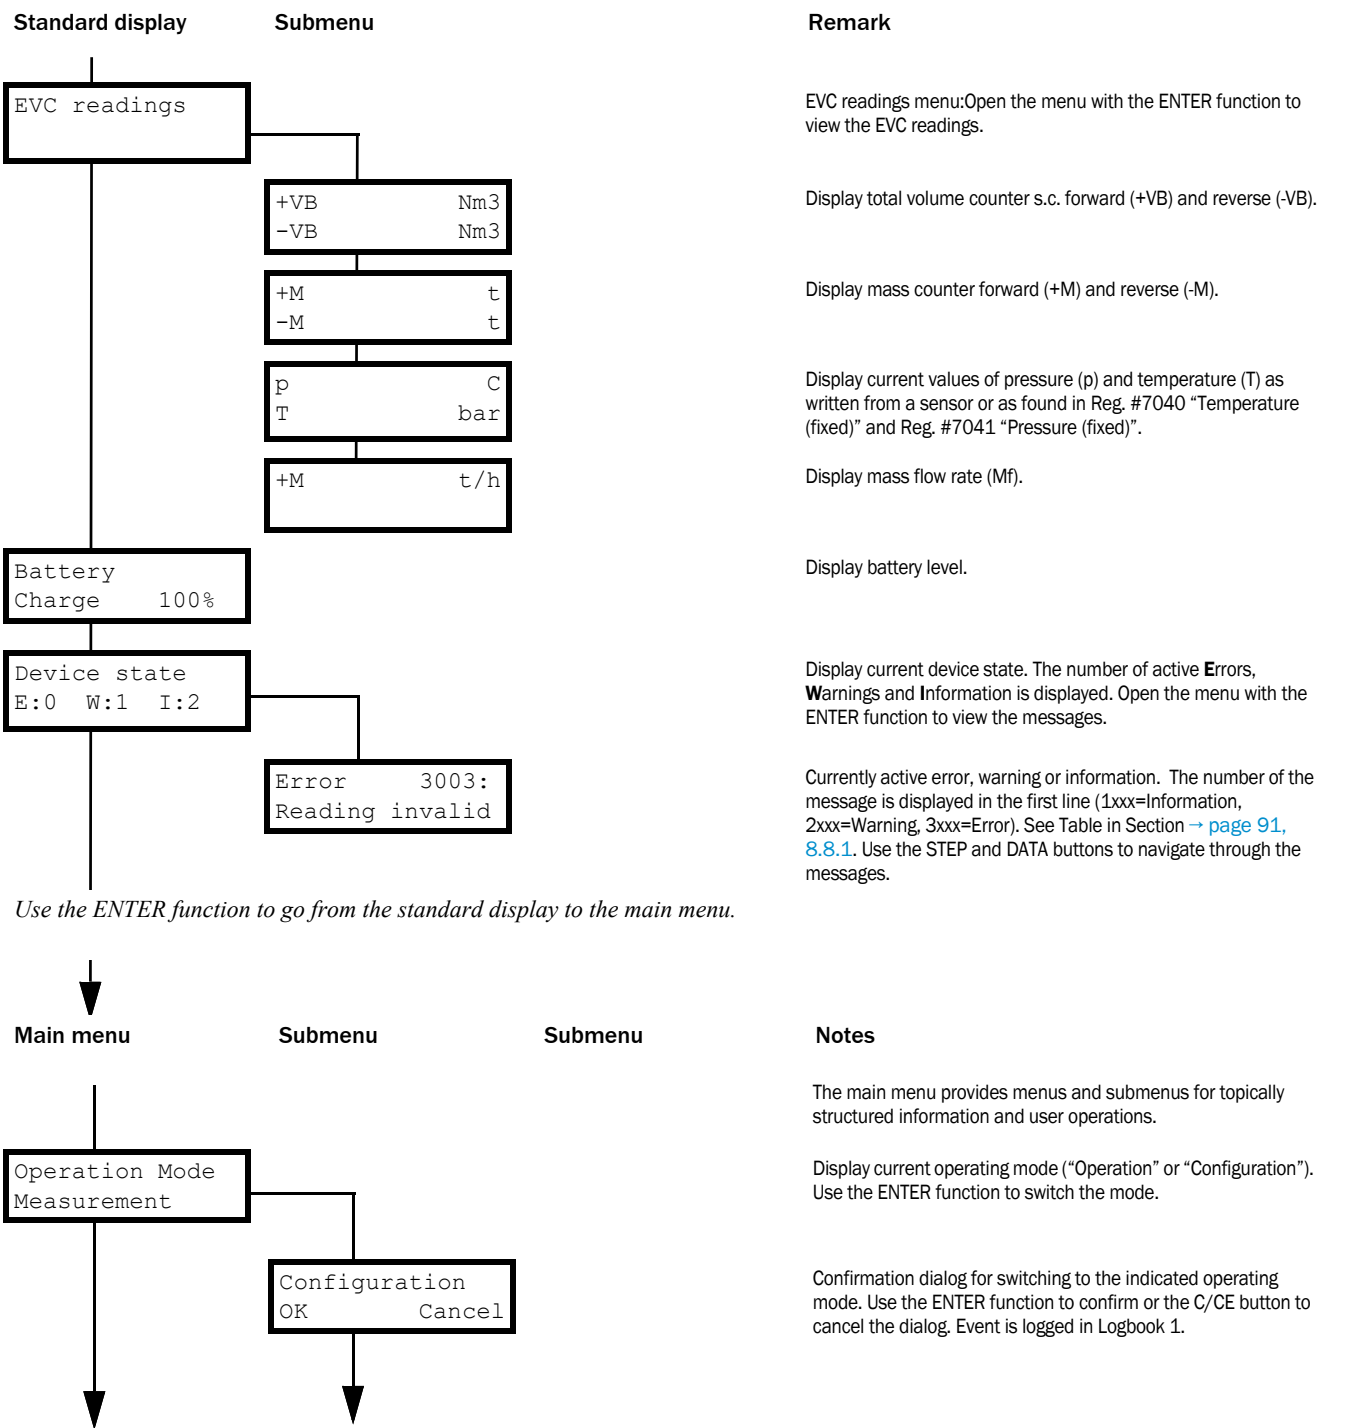 Standard display Submenu Remark
EVC readings
EVC readings menu:Open the menu with the ENTER function to
view the EVC readings.
+VB Nm3
-VB Nm3
Display total volume counter s.c. forward (+VB) and reverse (-VB).
+M t
-M t
Display mass counter forward (+M) and reverse (-M).
p C
T bar
Display current values of pressure (p) and temperature (T) as
written from a sensor or as found in Reg. #7040 “Temperature
(fixed)” and Reg. #7041 “Pressure (fixed)”.
+M t/h
Display mass flow rate (Mf).
Battery
Charge 100%
Display battery level.
Device state
E:0 W:1 I:2
Display current device state. The number of active Errors,
Warnings and Information is displayed. Open the menu with the
ENTER function to view the messages.
Error 3003:
Reading invalid
Currently active error, warning or information. The number of the
message is displayed in the first line (1xxx=Information,
2xxx=Warning, 3xxx=Error). See Table in Section → page 91,
8.8.1. Use the STEP and DATA buttons to navigate through the
messages.
Use the ENTER function to go from the standard display to the main menu.
Main menu Submenu Submenu Notes
The main menu provides menus and submenus for topically
structured information and user operations.
Operation Mode
Measurement
Display current operating mode (“Operation” or “Configuration”).
Use the ENTER function to switch the mode.
Configuration
OK Cancel
Confirmation dialog for switching to the indicated operating
mode. Use the ENTER function to confirm or the C/CE button to
cancel the dialog. Event is logged in Logbook 1.